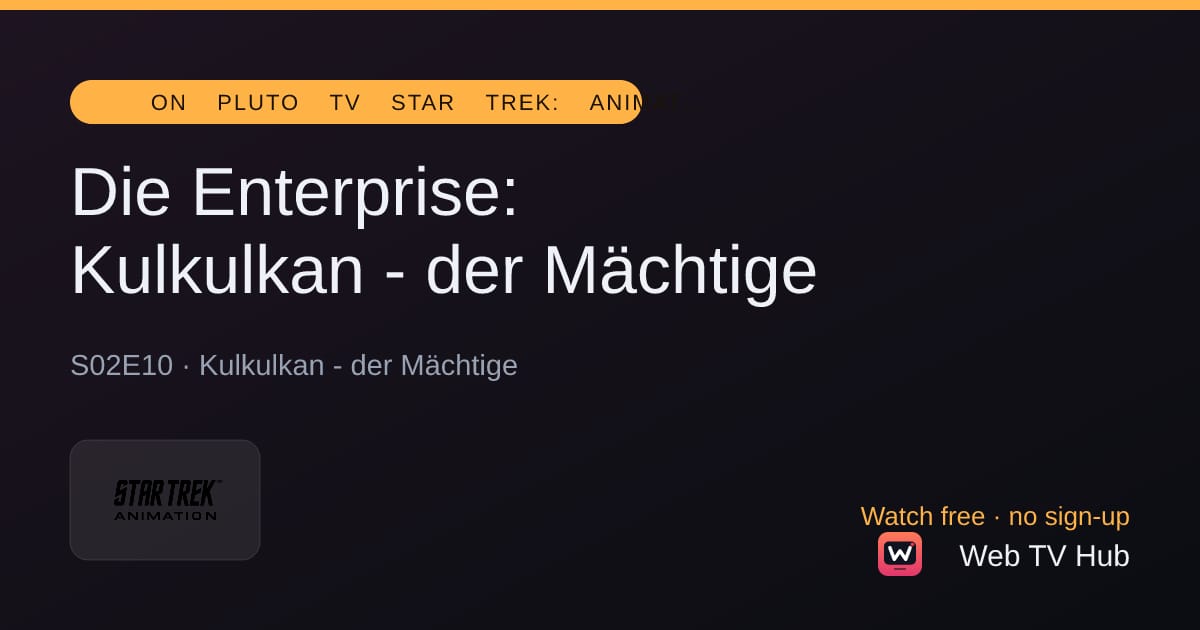 ON PLUTO TV STAR TREK:
Die Enterprise:
Kulkulkan - der Mächtige
S02E10 · Kulkulkan - der Mächtige
STAR TREK™
ANIMATION
Watch free · no sign-up
W
Web TV Hub